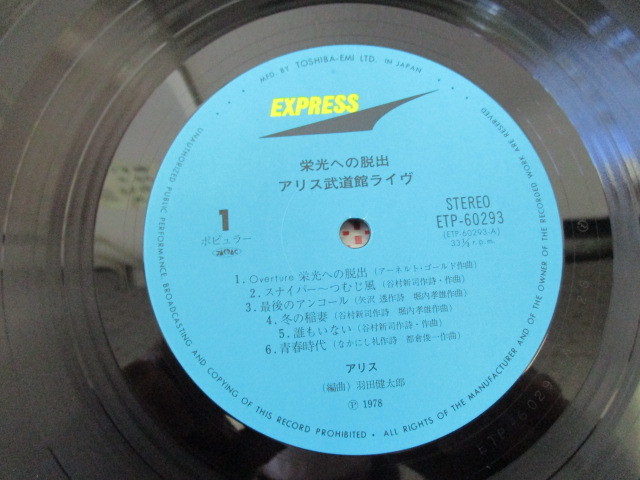 MFD. BY TOSHIBA-EMI LTD. IN JAPAN
EXPRESS
栄光への脱出
アリス武道館ライヴ
1
ポピュラー
STEREO
ETP-60293
(ETP-60293-A)
33⅓ r.p.m.
1. Overture 栄光への脱出 (アーネルト・ゴールド作曲)
2. スナイパー~つむじ風 (谷村新司作詩・作曲)
3. 最後のアンコール (矢沢 透作詩 堀内孝雄作曲)
4. 冬の稲妻 (谷村新司作詩 堀内孝雄作曲)
5. 誰もいない (谷村新司作詩・作曲)
6. 青春時代 (なかにし礼作詩 都倉俊一作曲)
アリス
(編曲) 羽田健太郎
Ⓟ 1978
UNAUTHORIZED PUBLIC PERFORMANCE, BROADCASTING AND COPYING OF THIS RECORD PROHIBITED • ALL RIGHTS OF THE MANUFACTURER AND OF THE OWNER OF THE RECORDED WORK ARE RESERVED
ETP-6029